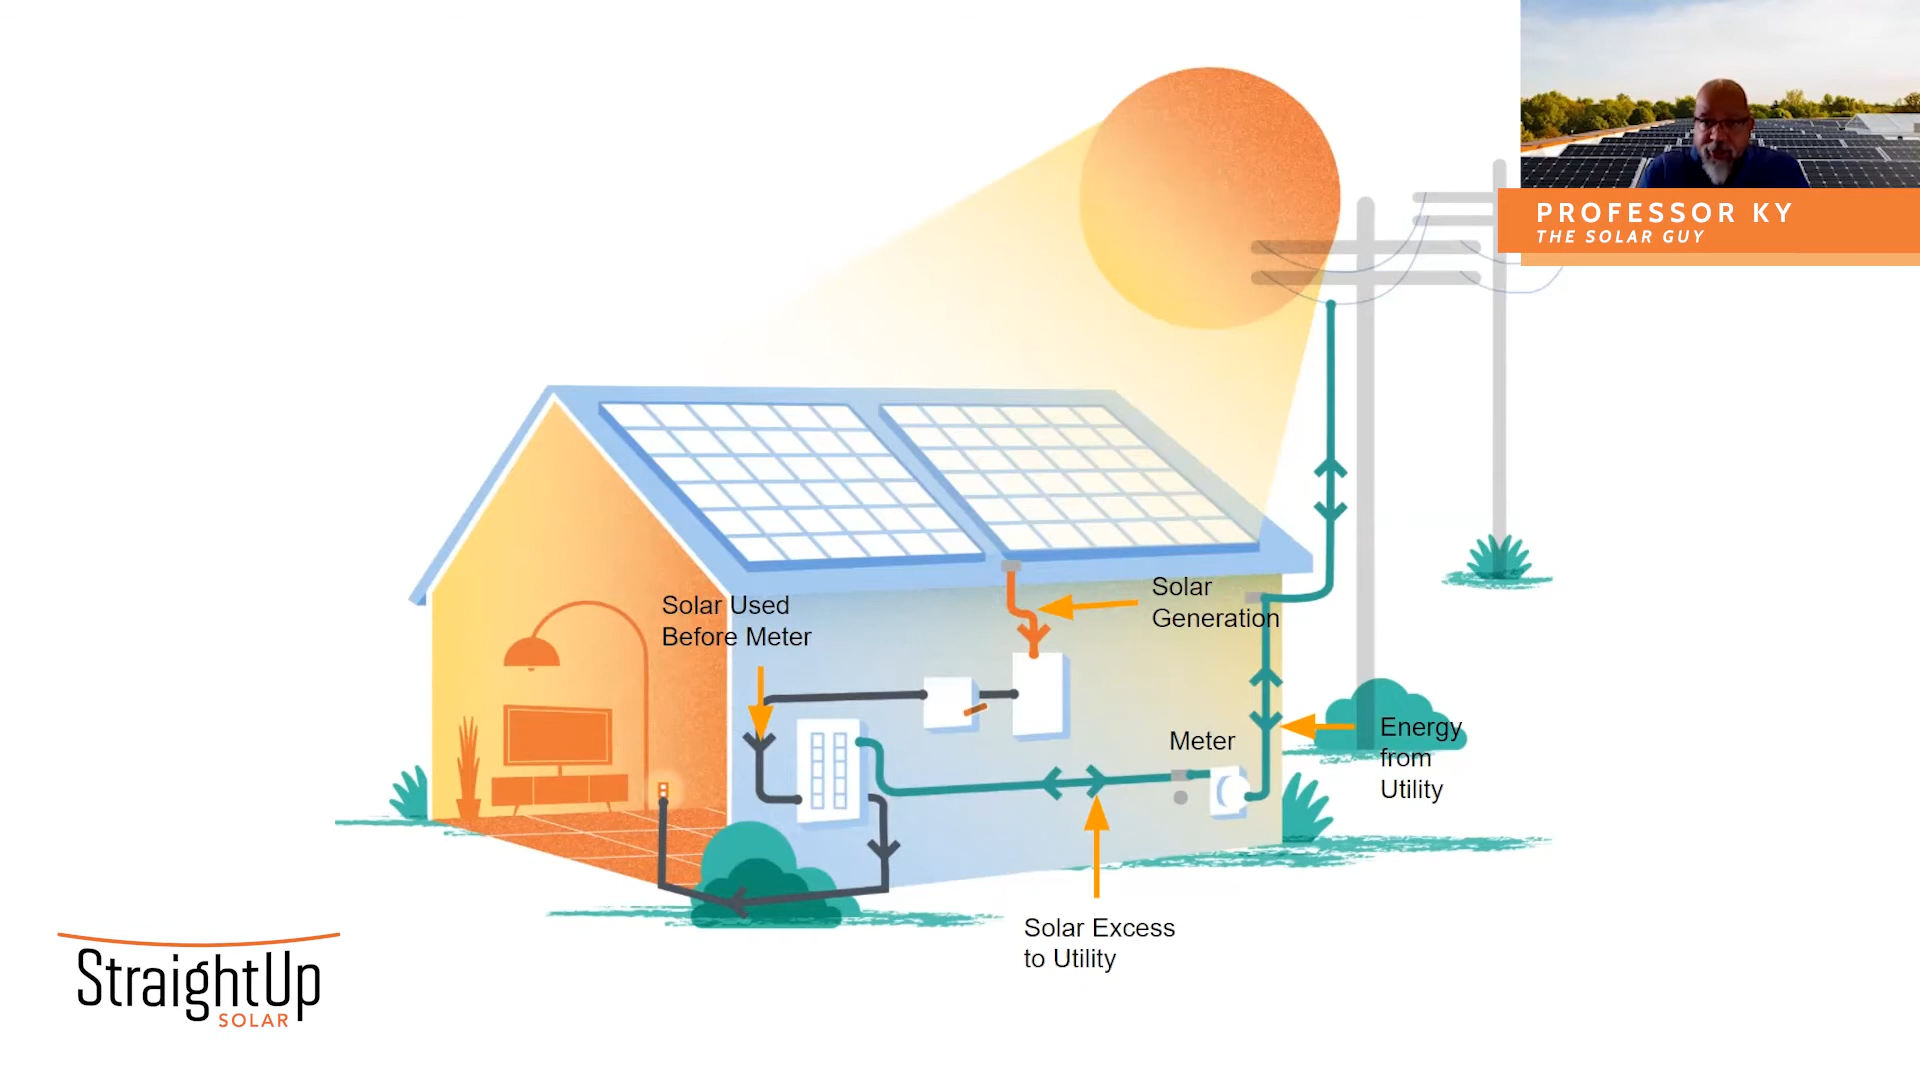 PROFESSOR KY
THE SOLAR GUY
Solar Used
Before Meter
Solar
Generation
Meter
Energy
from
Utility
Solar Excess
to Utility
StraightUp
SOLAR